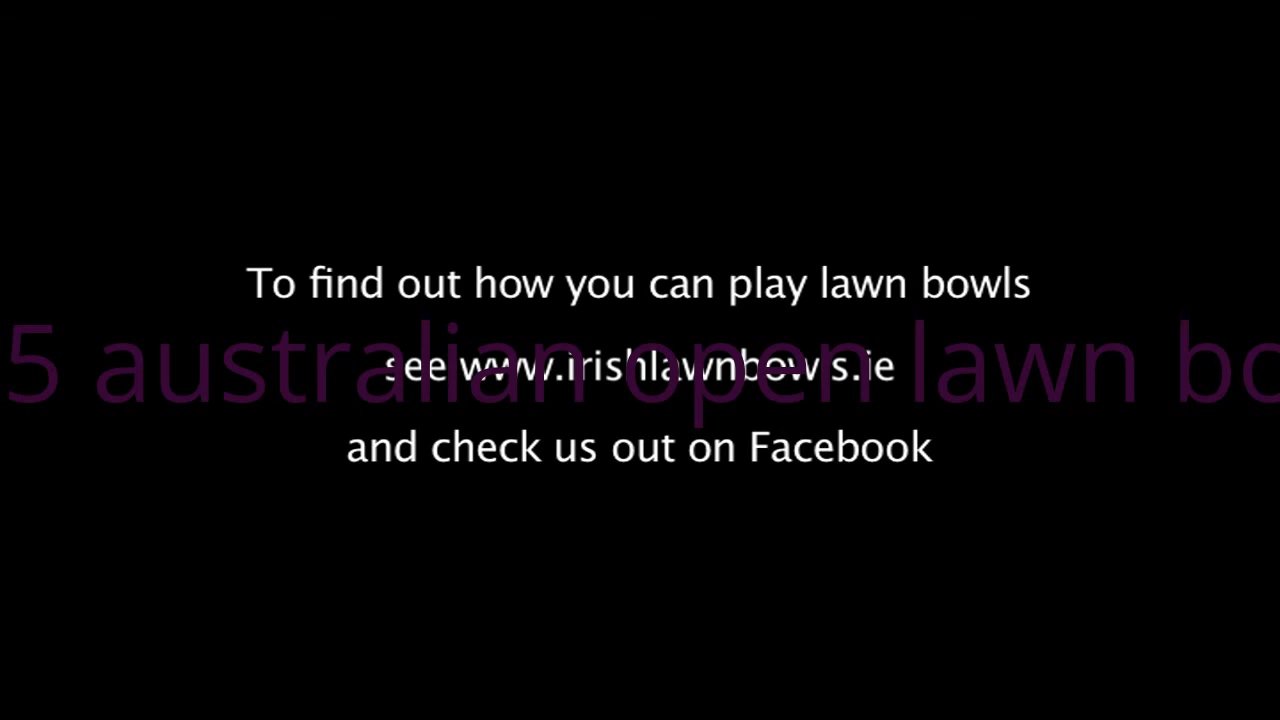 To find out how you can play lawn bowls
5 australian open lawn bo
see www.irishlawnbowls.ie
and check us out on Facebook